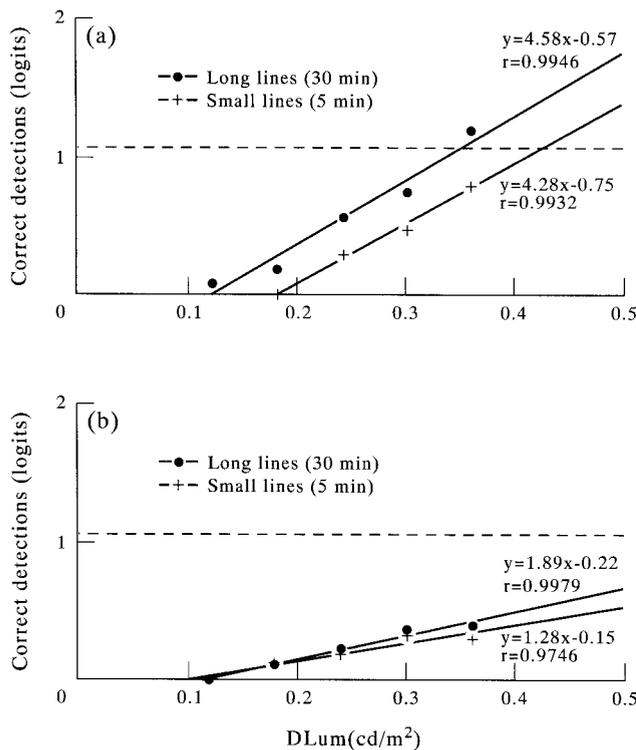 2
(a)
y=4.58x-0.57
r=0.9946
Long lines (30 min)
Small lines (5 min)
1
y=4.28x-0.75
r=0.9932
Correct detections (logits)
0
0.1 0.2 0.3 0.4 0.5
2
(b)
Long lines (30 min)
Small lines (5 min)
1
y=1.89x-0.22
r=0.9979
y=1.28x-0.15
r=0.9746
Correct detections (logits)
0
0.1 0.2 0.3 0.4 0.5
DLum(cd/m²)